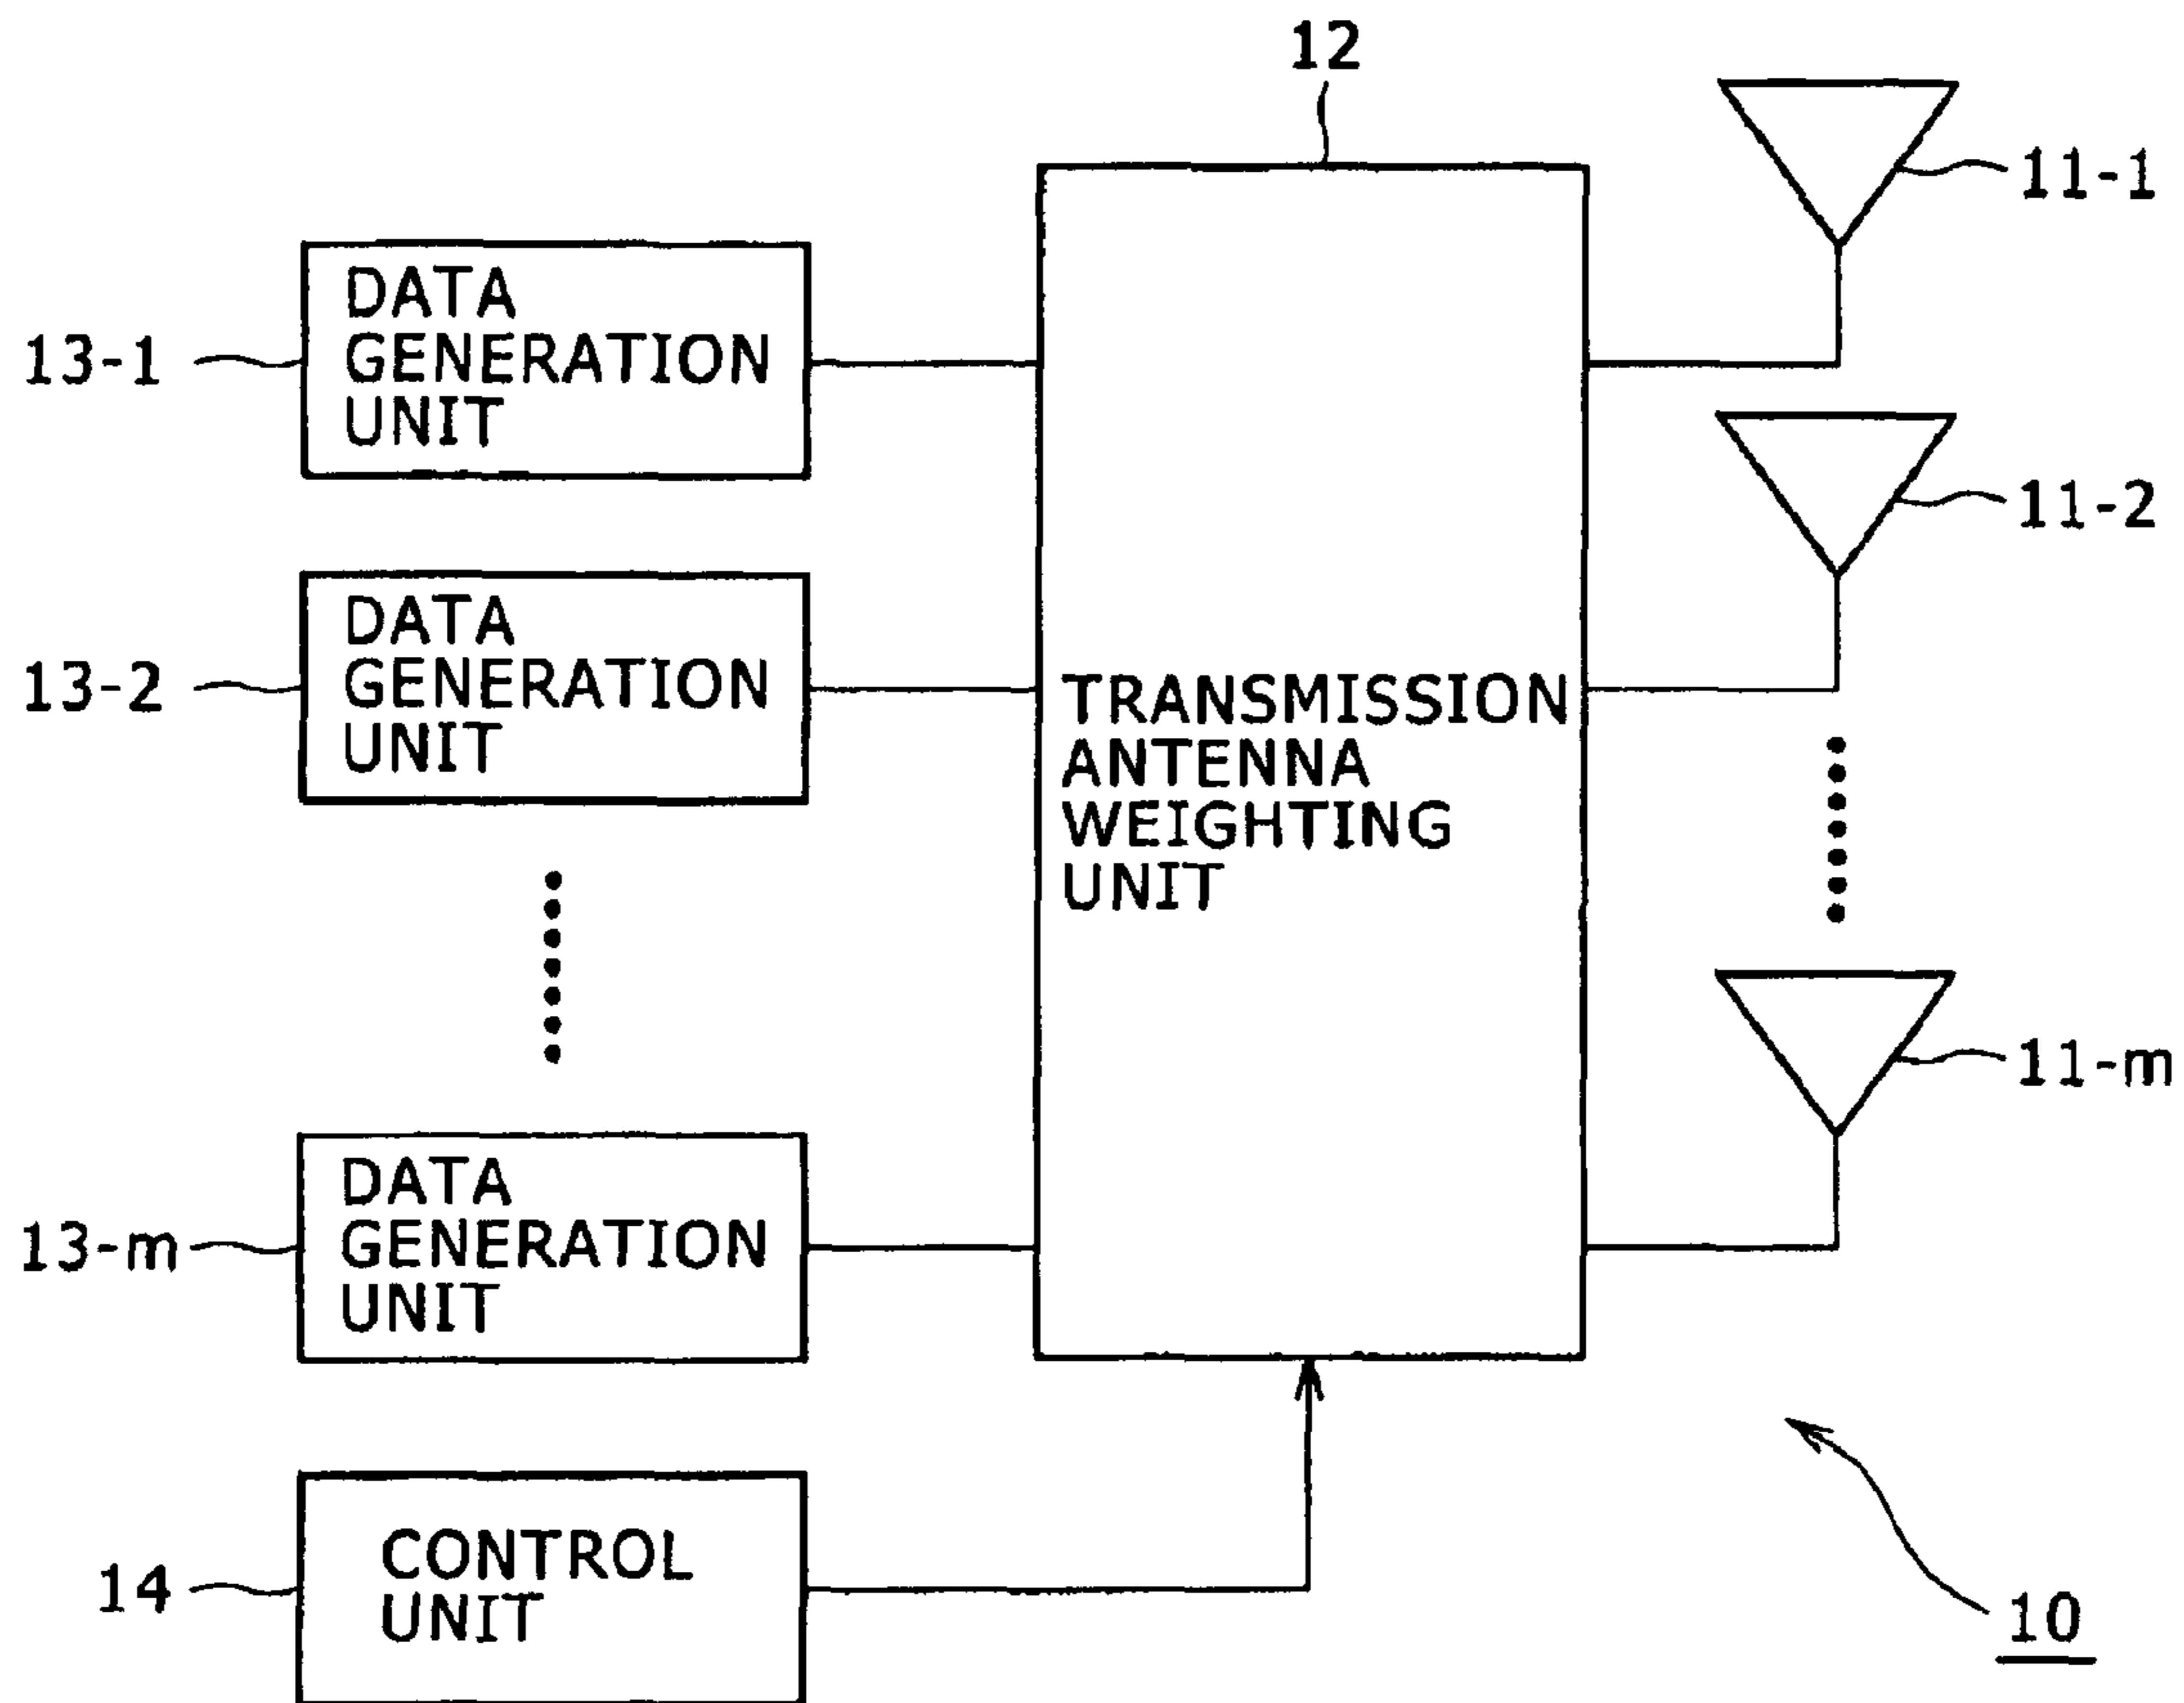 12
11-1
DATA
GENERATION
UNIT
13-1
11-2
DATA
GENERATION
UNIT
13-2
TRANSMISSION
ANTENNA
WEIGHTING
UNIT
11-m
DATA
GENERATION
UNIT
13-m
CONTROL
UNIT
14
10